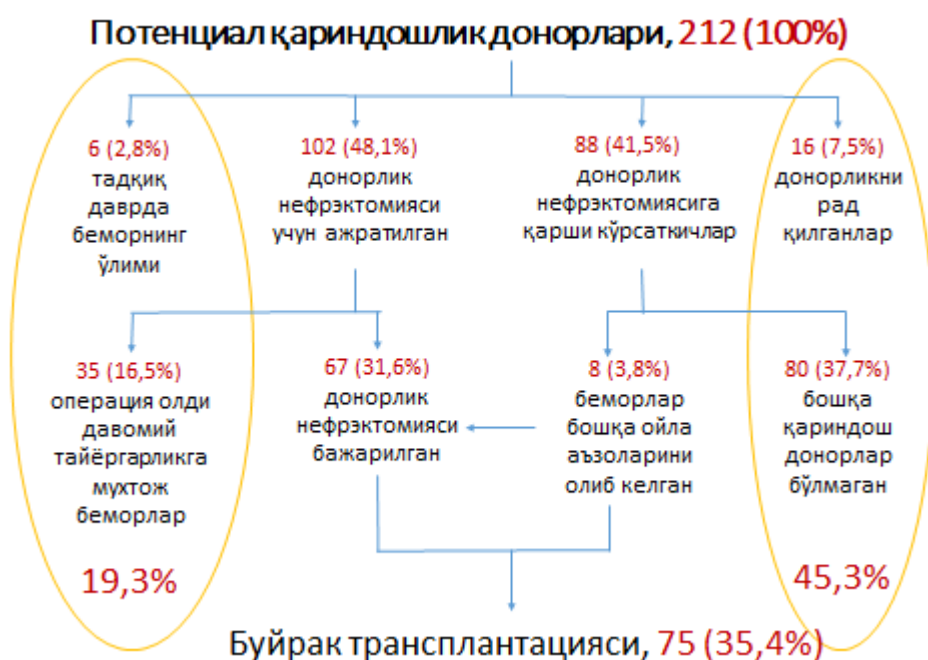 Потенциал қариндошлик донорлари, 212 (100%)
6 (2,8%)
тадқиқ
даврда
беморнинг
ўлими
102 (48,1%)
донорлик
нефрэктомияси
учун ажратилган
88 (41,5%)
донорлик
нефрэктомиясига
қарши кўрсаткичлар
16 (7,5%)
донорликни
рад
қилганлар
35 (16,5%)
операция олди
давомий
тайёргарликга
мухтож
беморлар
67 (31,6%)
донорлик
нефрэктомияси
бажарилган
8 (3,8%)
беморлар
бошқа ойла
аъзоларини
олиб келган
80 (37,7%)
бошқа
қариндош
донорлар
бўлмаган
19,3%
45,3%
Буйрак трансплантацияси, 75 (35,4%)